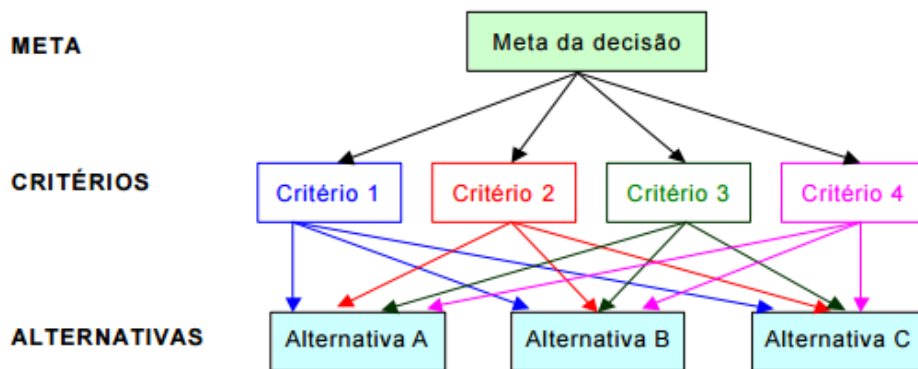 META
Meta da decisão
CRITÉRIOS
Critério 1
Critério 2
Critério 3
Critério 4
ALTERNATIVAS
Alternativa A
Alternativa B
Alternativa C